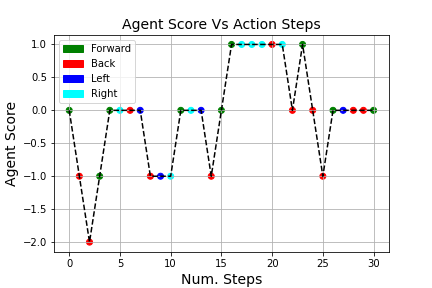 Agent Score Vs Action Steps
Forward
Back
Left
Right
1.0
0.5
0.0
−0.5
−1.0
−1.5
−2.0
Agent Score
0 5 10 15 20 25 30
Num. Steps